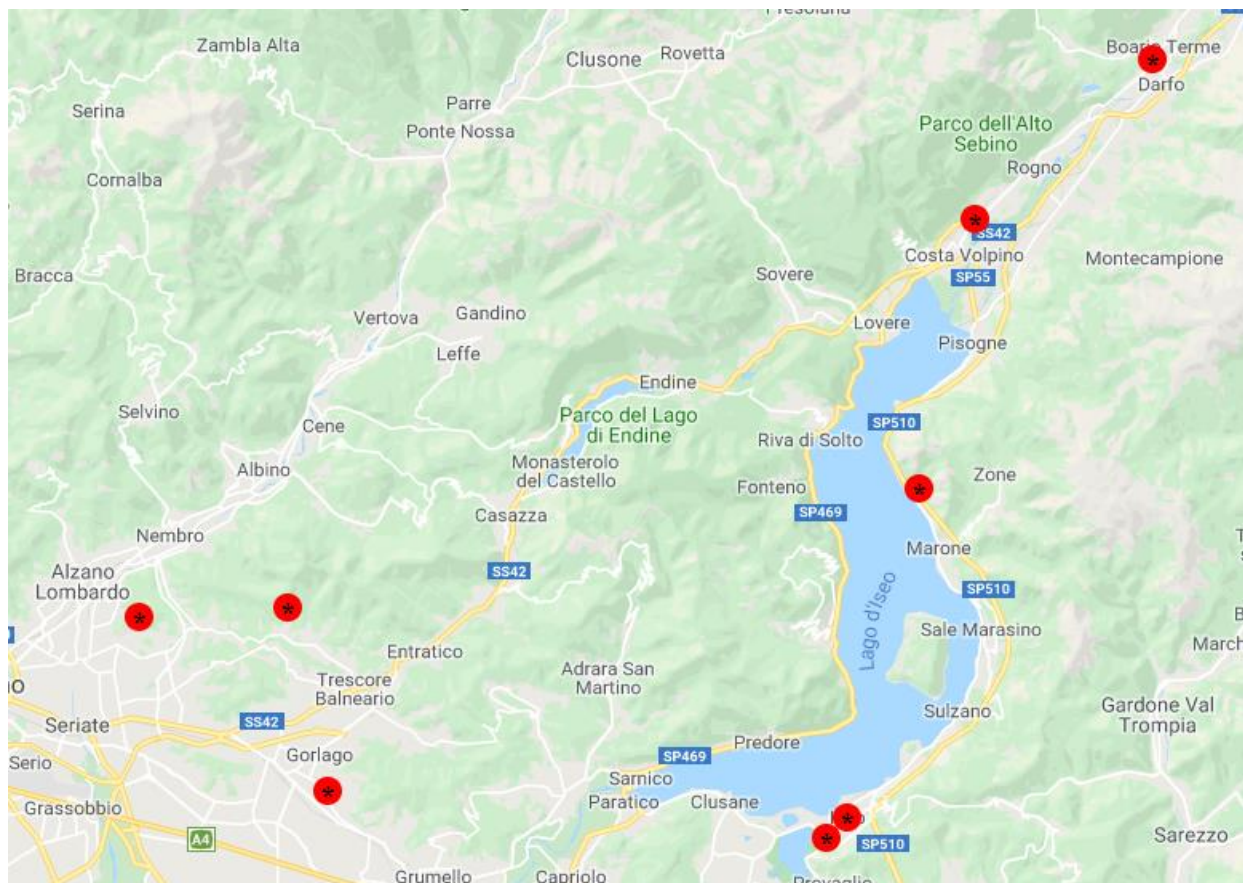 Presolana
Zambla Alta
Clusone
Rovetta
Boario Terme
Darfo
Parre
Ponte Nossa
Serina
Parco dell'Alto
Sebino
Rogno
Cornalba
SS42
Costa Volpino
Montecampione
Bracca
Sovere
SP55
Vertova
Gandino
Lovere
Leffe
Pisogne
Endine
Selvino
Parco del Lago
di Endine
SP510
Cene
Riva di Solto
Albino
Monasterolo
del Castello
Zone
Fonteno
Casazza
SP469
Nembro
Marone
Alzano
Lombardo
SS42
SP510
Lago d'Iseo
Sale Marasino
Entratico
March
Adrara San
Martino
Trescore
Balneario
Sulzano
Gardone Val
Trompia
SS42
Seriate
Predore
Gorlago
SP469
Serio
Sarnico
Paratico
Clusane
Grassobbio
A4
SP510
Sarezzo
Grumello
Capriolo
Provaglio